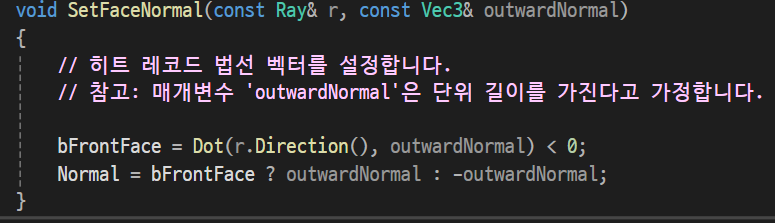 void SetFaceNormal(const Ray& r, const Vec3& outwardNormal)
{
// 히트 레코드 법선 벡터를 설정합니다.
// 참고: 매개변수 'outwardNormal'은 단위 길이를 가진다고 가정합니다.
bFrontFace = Dot(r.Direction(), outwardNormal) < 0;
Normal = bFrontFace ? outwardNormal : -outwardNormal;
}